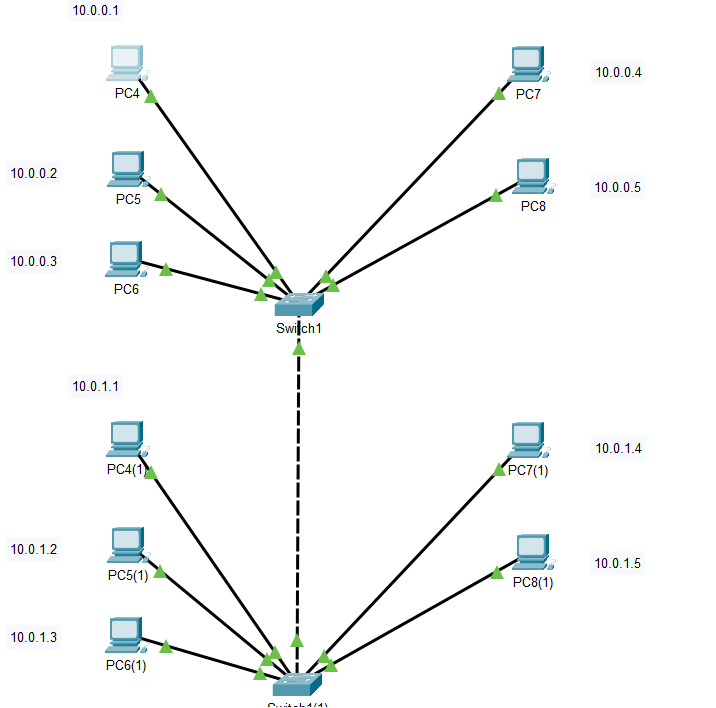 10.0.0.1
PC4
PC7
10.0.0.4
10.0.0.2
PC5
PC8
10.0.0.5
10.0.0.3
PC6
Switch1
10.0.1.1
PC4(1)
PC7(1)
10.0.1.4
10.0.1.2
PC5(1)
PC8(1)
10.0.1.5
10.0.1.3
PC6(1)
Switch1(1)